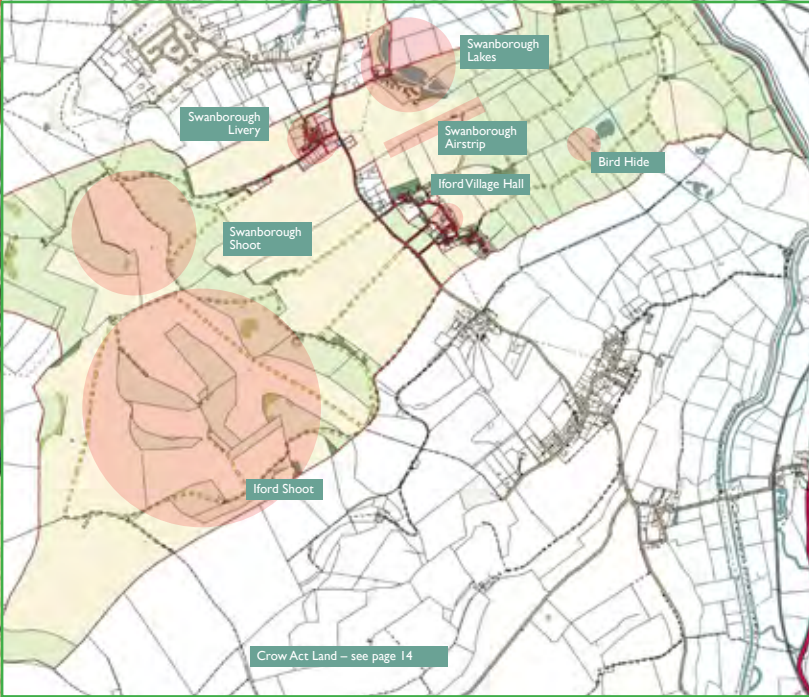 Swanborough
Lakes
Swanborough
Livery
Swanborough
Airstrip
Bird Hide
Iford Village Hall
Swanborough
Shoot
Iford Shoot
Crow Act Land – see page 14